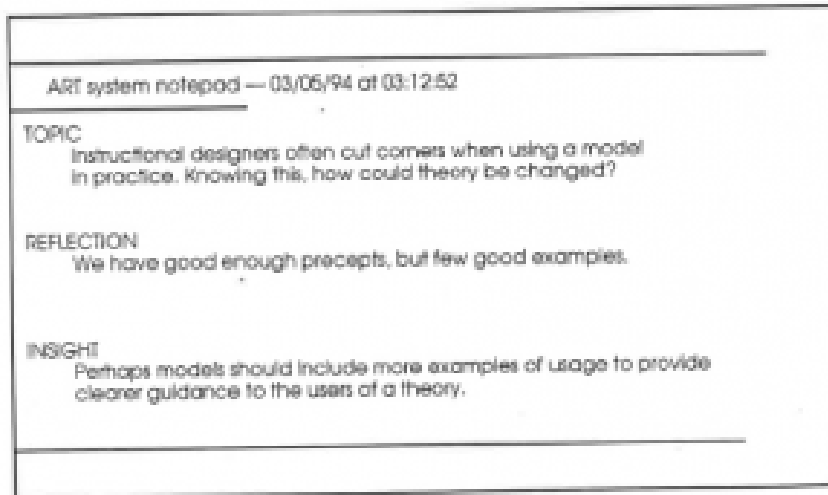 ART system notepad — 03/05/94 at 03:12:52
TOPIC
Instructional designers often cut corners when using a model
in practice. Knowing this, how could theory be changed?
REFLECTION
We have good enough precepts, but few good examples.
INSIGHT
Perhaps models should include more examples of usage to provide
clearer guidance to the users of a theory.